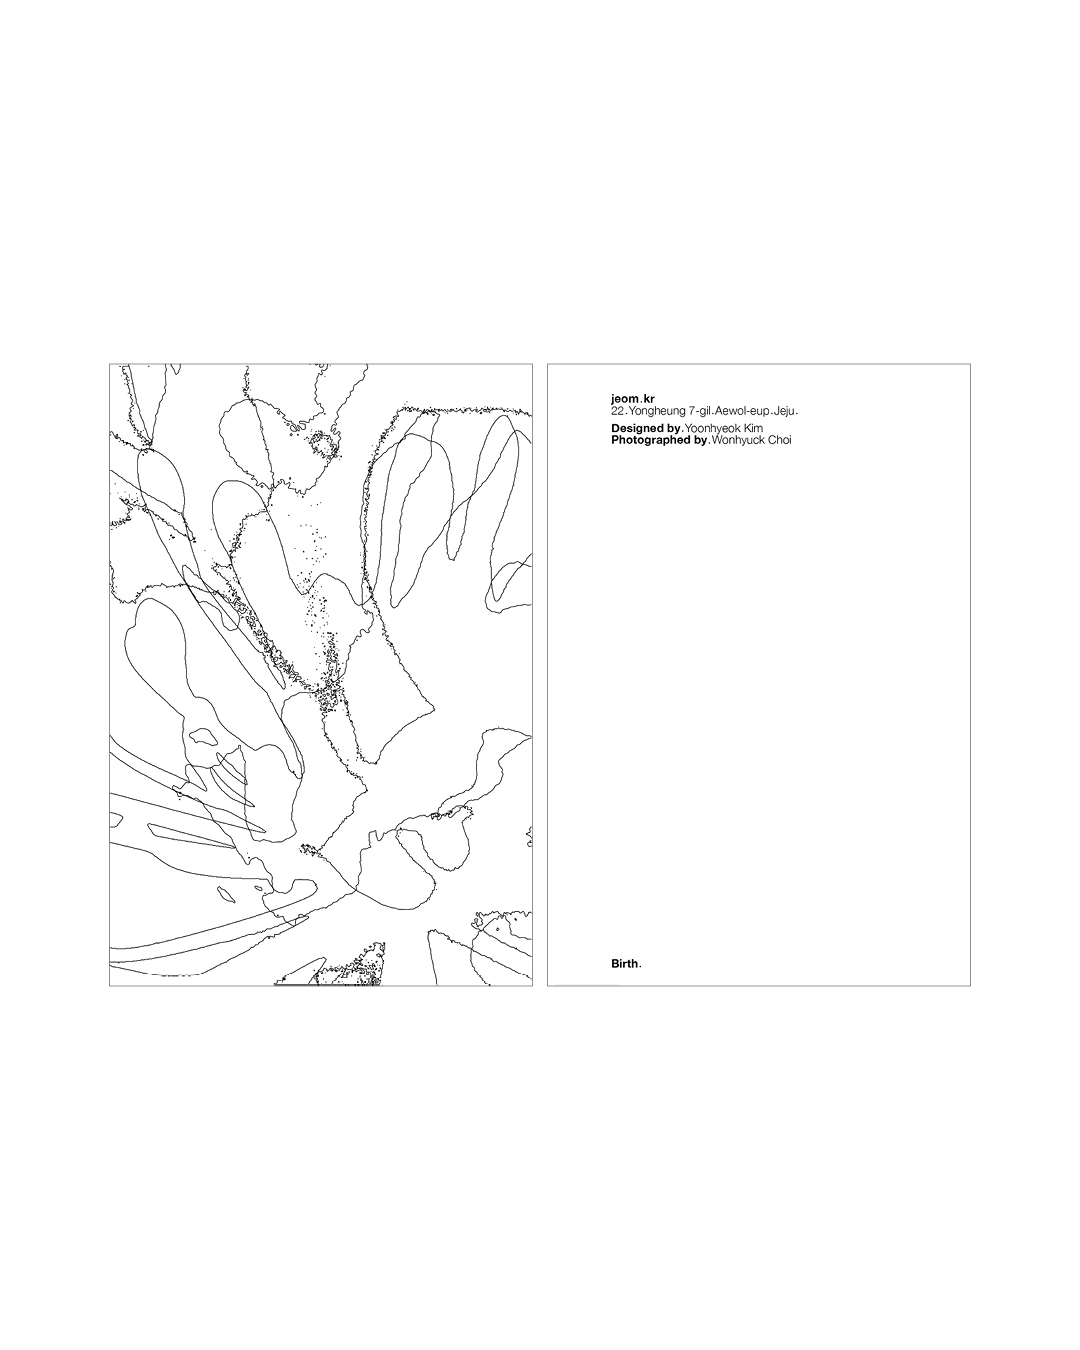 jeom.kr
22.Yongheung 7-gil.Aewol-eup.Jeju.
Designed by.Yoonhyeok Kim
Photographed by.Wonhyuck Choi
Birth.